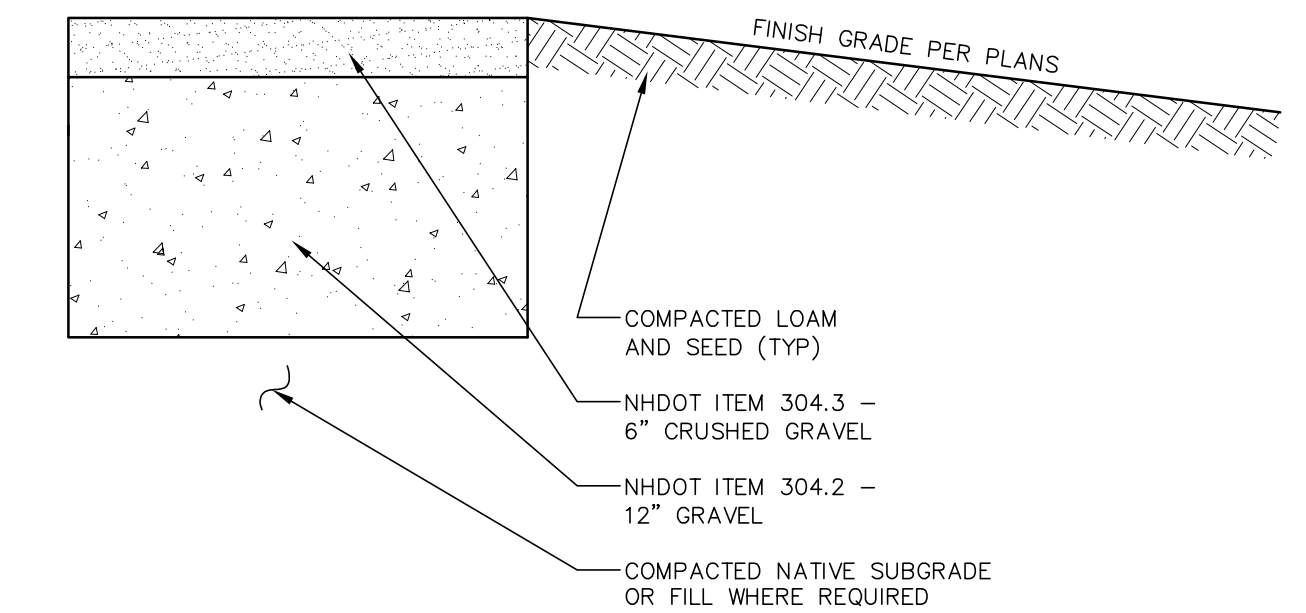 FINISH GRADE PER PLANS
COMPACTED LOAM
AND SEED (TYP)
NHDOT ITEM 304.3 –
6” CRUSHED GRAVEL
NHDOT ITEM 304.2 –
12” GRAVEL
COMPACTED NATIVE SUBGRADE
OR FILL WHERE REQUIRED